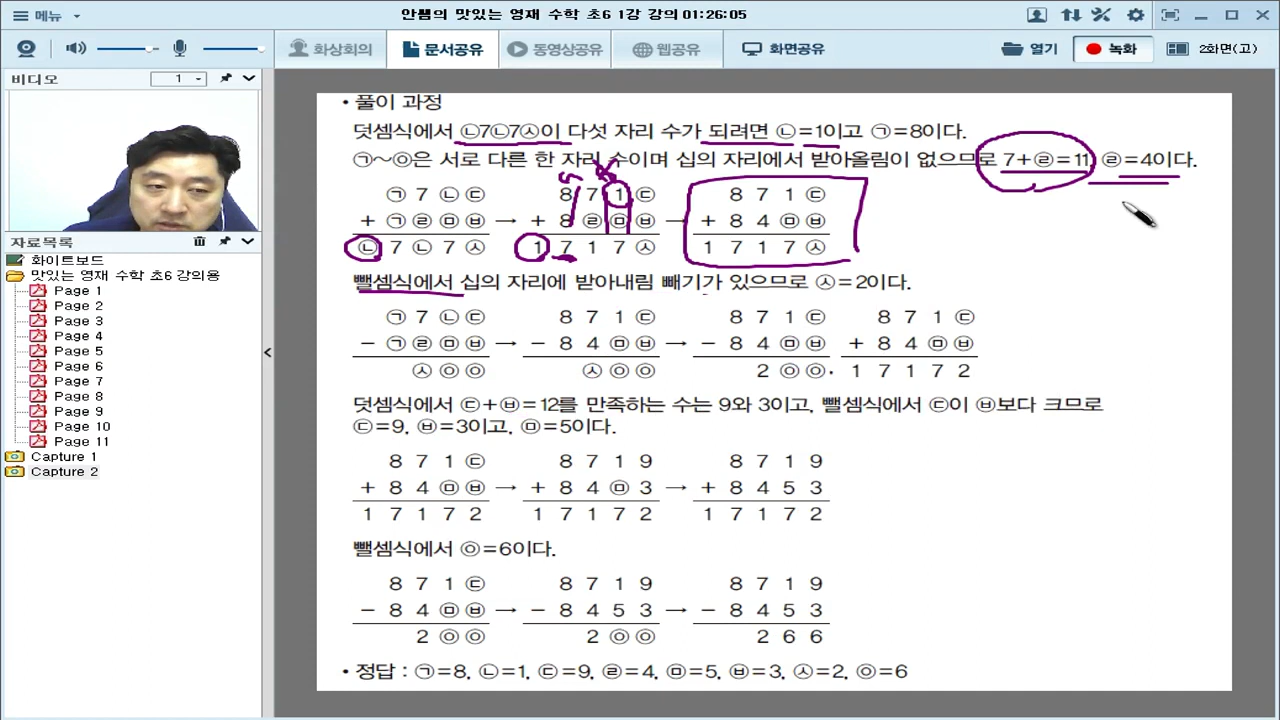 메뉴
안쌤의 맛있는 영재 수학 초6 1강 강의 01:26:05
화상회의 문서공유 동영상공유 웹공유 화면공유 열기 녹화 2화면(고)
비디오 1
자료목록
화이트보드
맛있는 영재 수학 초6 강의용
Page 1
Page 2
Page 3
Page 4
Page 5
Page 6
Page 7
Page 8
Page 9
Page 10
Page 11
Capture 1
Capture 2
• 풀이 과정
덧셈식에서 ㉡7㉡7㉦이 다섯 자리 수가 되려면 ㉡=1이고 ㉠=8이다.
㉠~㉧은 서로 다른 한 자리 수이며 십의 자리에서 받아올림이 없으므로 7+㉣=11, ㉣=4이다.
㉠ 7 ㉡ ㉢ 8 7 1 ㉢ 8 7 1 ㉢
+ ㉠ ㉣ ㉤ ㉥ → + 8 ㉣ ㉤ ㉥ → + 8 4 ㉤ ㉥
㉡ 7 ㉡ 7 ㉦ 1 7 1 7 ㉦ 1 7 1 7 ㉦
뺄셈식에서 십의 자리에 받아내림 빼기가 있으므로 ㉦=2이다.
㉠ 7 ㉡ ㉢ 8 7 1 ㉢ 8 7 1 ㉢ 8 7 1 ㉢
- ㉠ ㉣ ㉤ ㉥ → - 8 4 ㉤ ㉥ → - 8 4 ㉤ ㉥ + 8 4 ㉤ ㉥
㉦ ㉧ ㉧ ㉦ ㉧ ㉧ 2 ㉧ ㉧, 1 7 1 7 2
덧셈식에서 ㉢+㉥=12를 만족하는 수는 9와 3이고, 뺄셈식에서 ㉢이 ㉥보다 크므로
㉢=9, ㉥=3이고, ㉤=5이다.
8 7 1 ㉢ 8 7 1 9 8 7 1 9
+ 8 4 ㉤ ㉥ → + 8 4 ㉤ 3 → + 8 4 5 3
1 7 1 7 2 1 7 1 7 2 1 7 1 7 2
뺄셈식에서 ㉧=6이다.
8 7 1 ㉢ 8 7 1 9 8 7 1 9
- 8 4 ㉤ ㉥ → - 8 4 5 3 → - 8 4 5 3
2 ㉧ ㉧ 2 ㉧ ㉧ 2 6 6
• 정답 : ㉠=8, ㉡=1, ㉢=9, ㉣=4, ㉤=5, ㉥=3, ㉦=2, ㉧=6